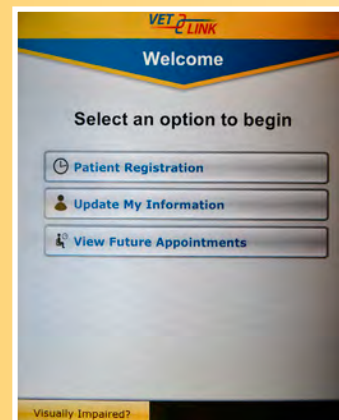 VET LINK
Welcome
Select an option to begin
Patient Registration
Update My Information
View Future Appointments
Visually Impaired?